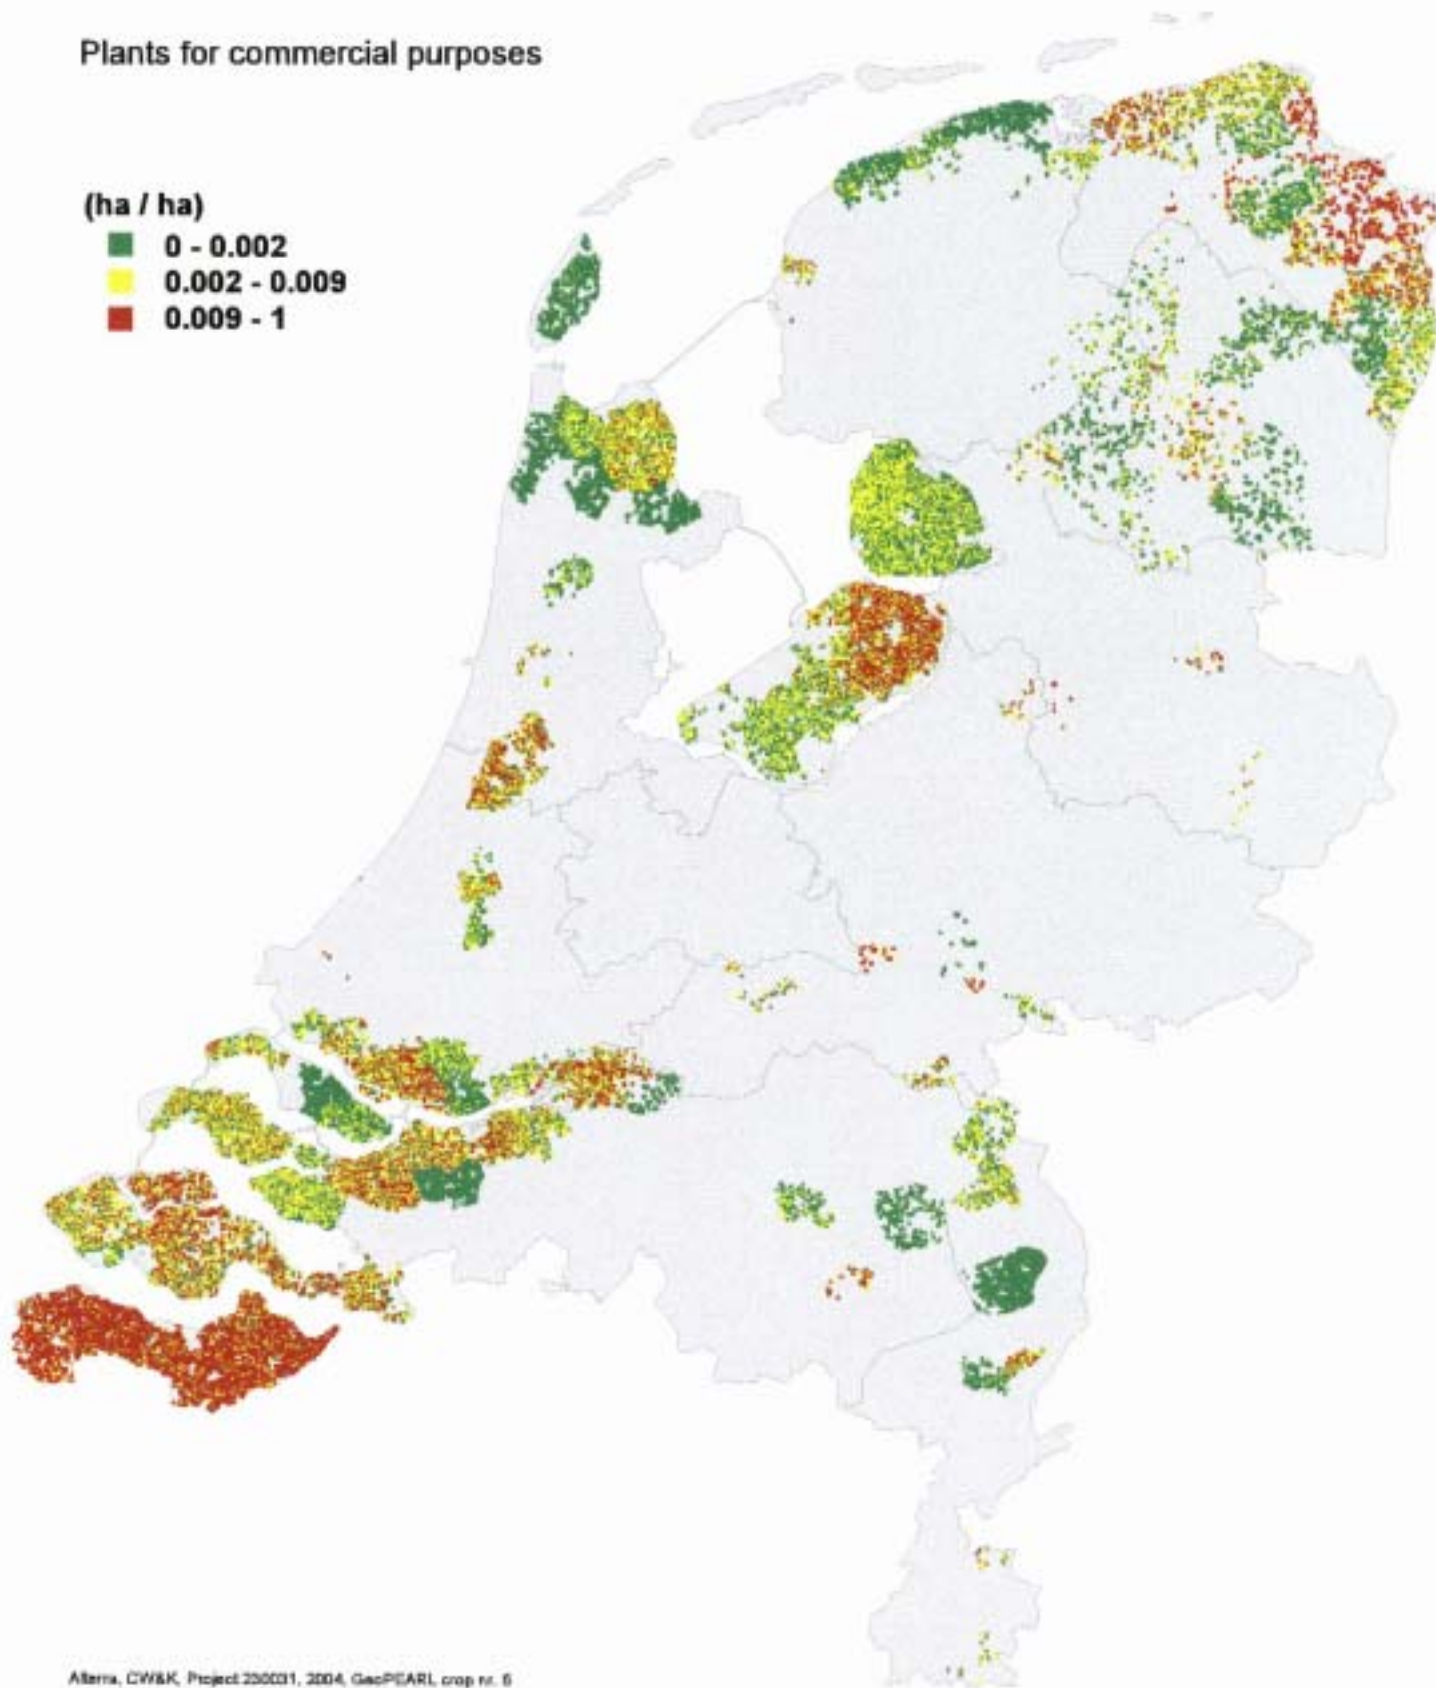 Plants for commercial purposes
(ha / ha)
0 - 0.002
0.002 - 0.009
0.009 - 1
Alterra, CW&K, Project 230031, 2004, GeoPEARL crop nr. 6